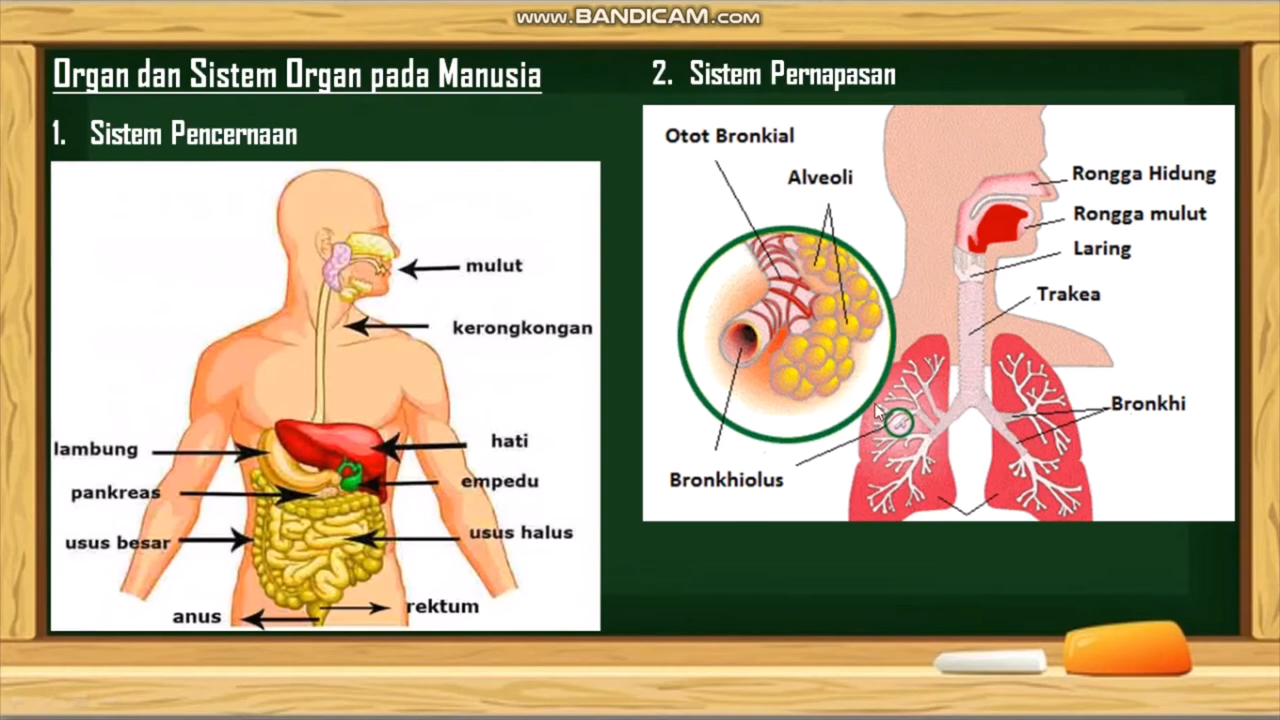 www.BANDICAM.com
Organ dan Sistem Organ pada Manusia
1. Sistem Pencernaan
mulut
kerongkongan
lambung
hati
pankreas
empedu
usus besar
usus halus
anus
rektum
2. Sistem Pernapasan
Otot Bronkial
Alveoli
Rongga Hidung
Rongga mulut
Laring
Trakea
Bronkhi
Bronkhiolus